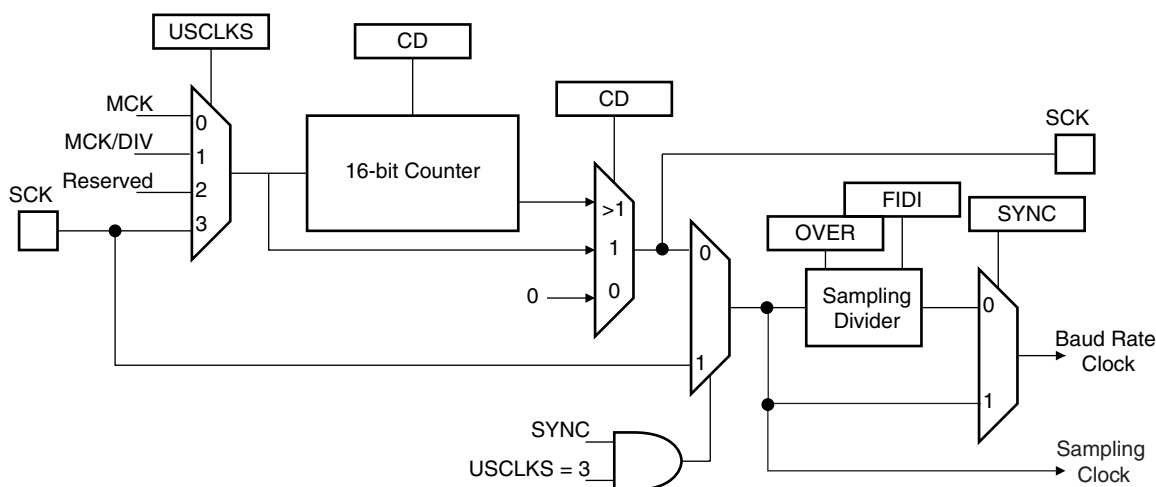 USCLKS
CD
CD
MCK
MCK/DIV
Reserved
SCK
0
1
2
3
16-bit Counter
>1
1
0
0
SCK
0
1
FIDI
OVER
SYNC
Sampling
Divider
0
1
Baud Rate
Clock
Sampling
Clock
SYNC
USCLKS = 3